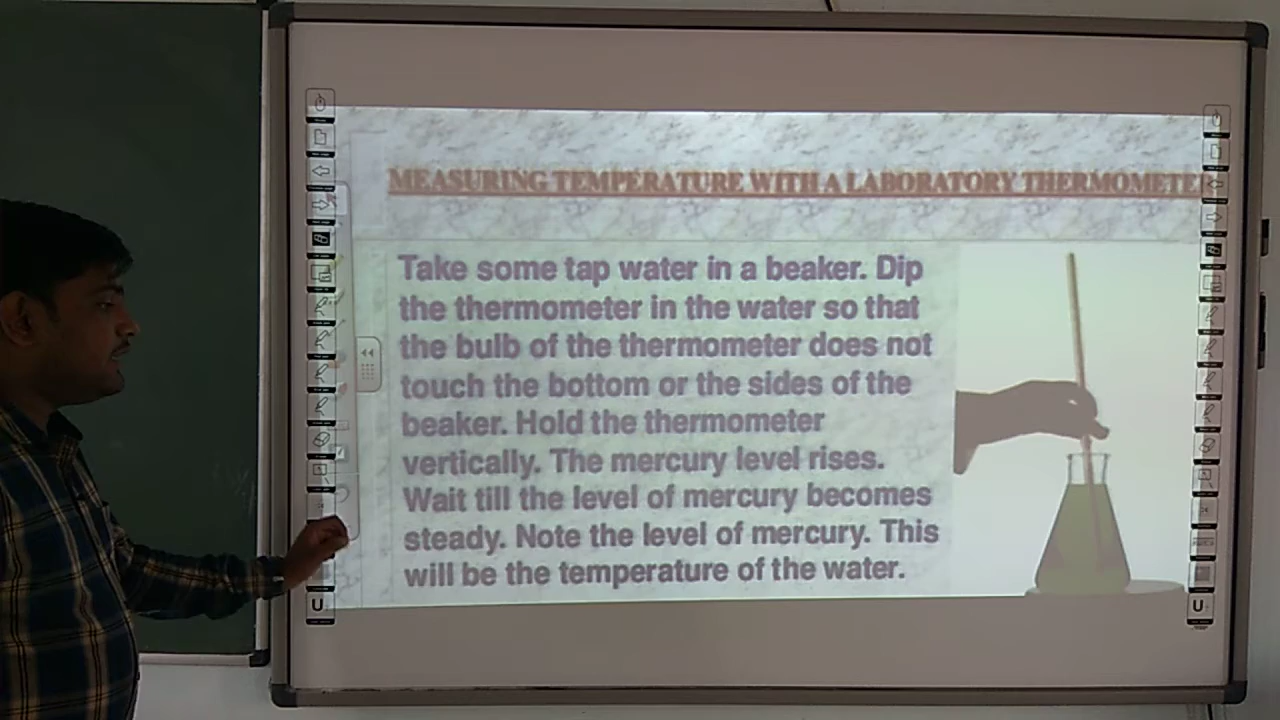 MEASURING TEMPERATURE WITH A LABORATORY THERMOMETE
Take some tap water in a beaker. Dip
the thermometer in the water so that
the bulb of the thermometer does not
touch the bottom or the sides of the
beaker. Hold the thermometer
vertically. The mercury level rises.
Wait till the level of mercury becomes
steady. Note the level of mercury. This
will be the temperature of the water.